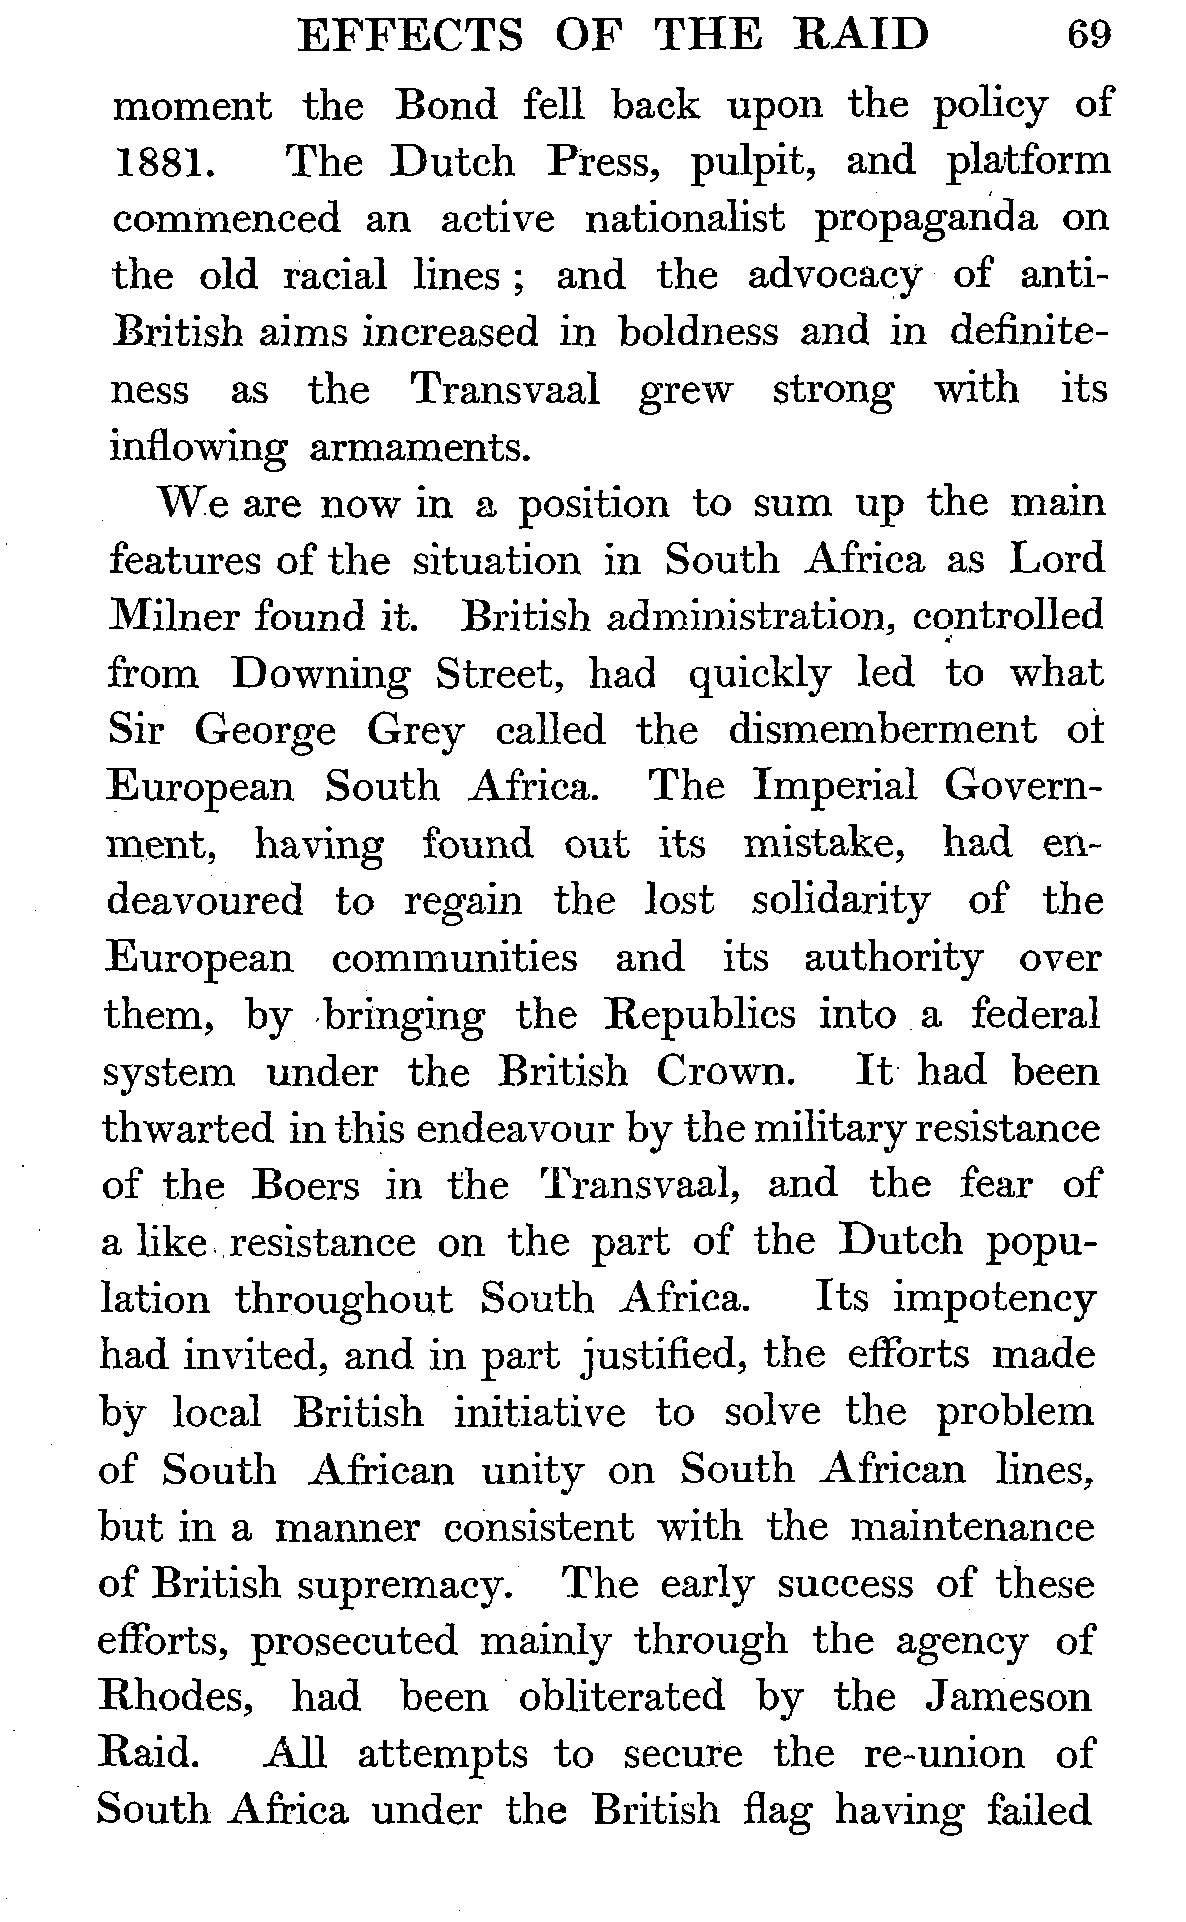 EFFECTS OF THE RAID 69
moment the Bond fell back upon the policy of
1881. The Dutch Press, pulpit, and platform
commenced an active nationalist propaganda on
the old racial lines ; and the advocacy of anti-
British aims increased in boldness and in definite-
ness as the Transvaal grew strong with its
inflowing armaments.
We are now in a position to sum up the main
features of the situation in South Africa as Lord
Milner found it. British administration, controlled
from Downing Street, had quickly led to what
Sir George Grey called the dismemberment of
European South Africa. The Imperial Govern-
ment, having found out its mistake, had en-
deavoured to regain the lost solidarity of the
European communities and its authority over
them, by bringing the Republics into a federal
system under the British Crown. It had been
thwarted in this endeavour by the military resistance
of the Boers in the Transvaal, and the fear of
a like resistance on the part of the Dutch popu-
lation throughout South Africa. Its impotency
had invited, and in part justified, the efforts made
by local British initiative to solve the problem
of South African unity on South African lines,
but in a manner consistent with the maintenance
of British supremacy. The early success of these
efforts, prosecuted mainly through the agency of
Rhodes, had been obliterated by the Jameson
Raid. All attempts to secure the re-union of
South Africa under the British flag having failed